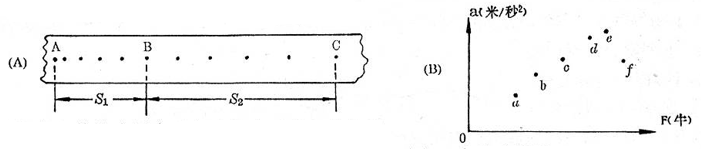 (A)
A B C
S₁ S₂
(B)
a(米/秒²)
a b c d e f
F(牛)
0